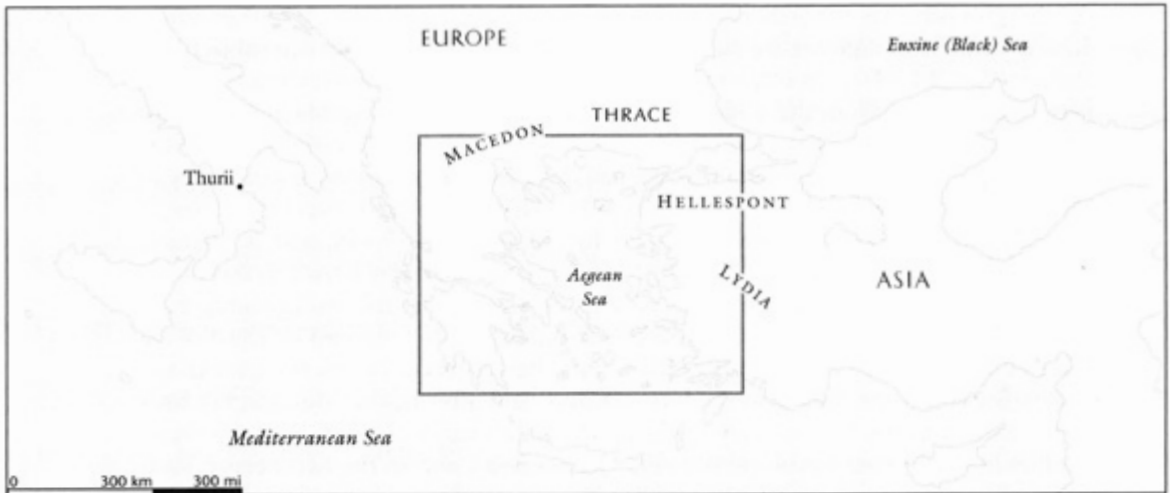 EUROPE
Euxine (Black) Sea
THRACE
MACEDON
Thurii
HELLESPONT
Aegean
Sea
LYDIA
ASIA
Mediterranean Sea
0 300 km 300 mi